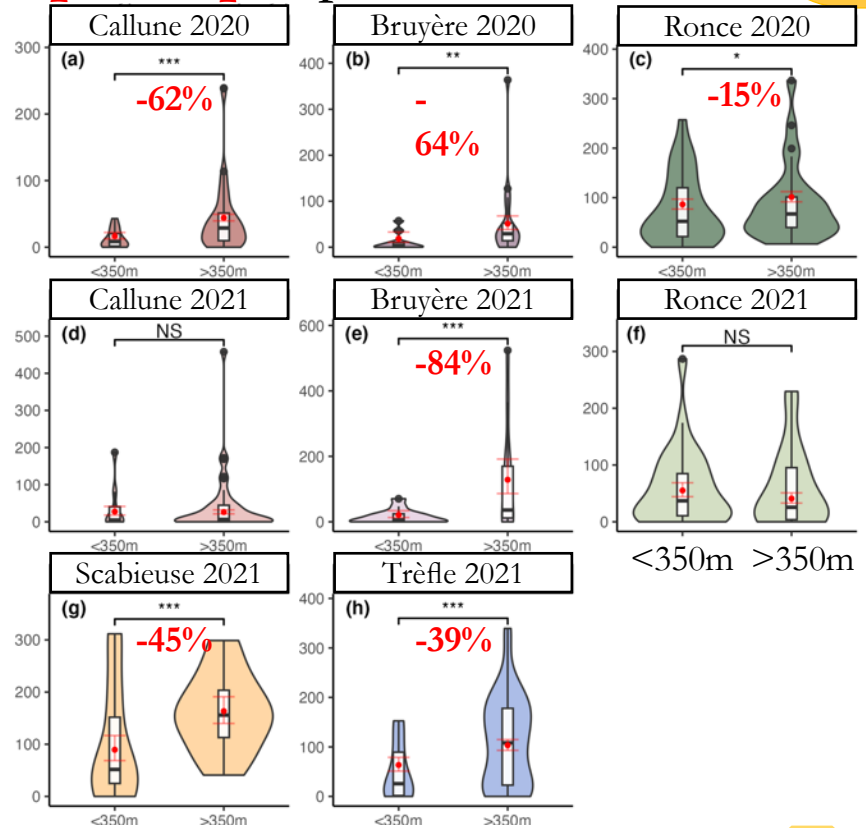 Callune 2020
Bruyère 2020
Ronce 2020
300
200
100
0
(a)
***
-62%
<350m
>350m
400
300
200
100
0
(b)
**
-
64%
<350m
>350m
400
300
200
100
0
(c)
*
-15%
<350m
>350m
Callune 2021
Bruyère 2021
Ronce 2021
500
400
300
200
100
0
(d)
NS
<350m
>350m
600
400
200
0
(e)
***
-84%
<350m
>350m
300
200
100
0
(f)
NS
<350m >350m
Scabieuse 2021
Trèfle 2021
300
200
100
0
(g)
***
-45%
<350m
>350m
400
300
200
100
0
(h)
***
-39%
<350m
>350m